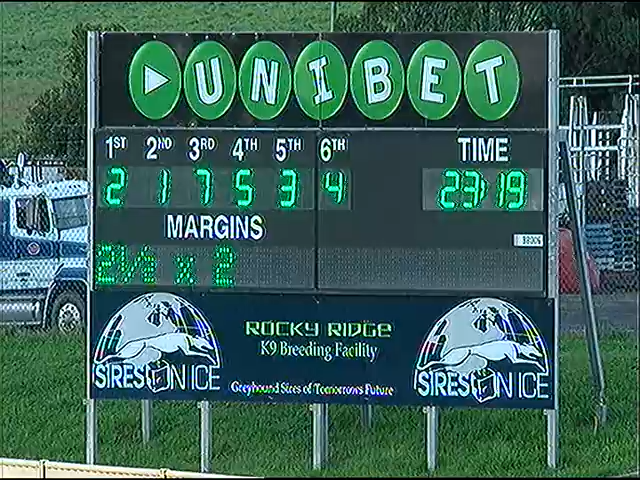 UNIBET
1ST 2ND 3RD 4TH 5TH 6TH TIME
2 1 7 5 3 4 23:19
MARGINS
2¼ x 2
ROCKY RIDGE
K9 Breeding Facility
SIRES ON ICE SIRES ON ICE
Greyhound Sires of Tomorrows Future